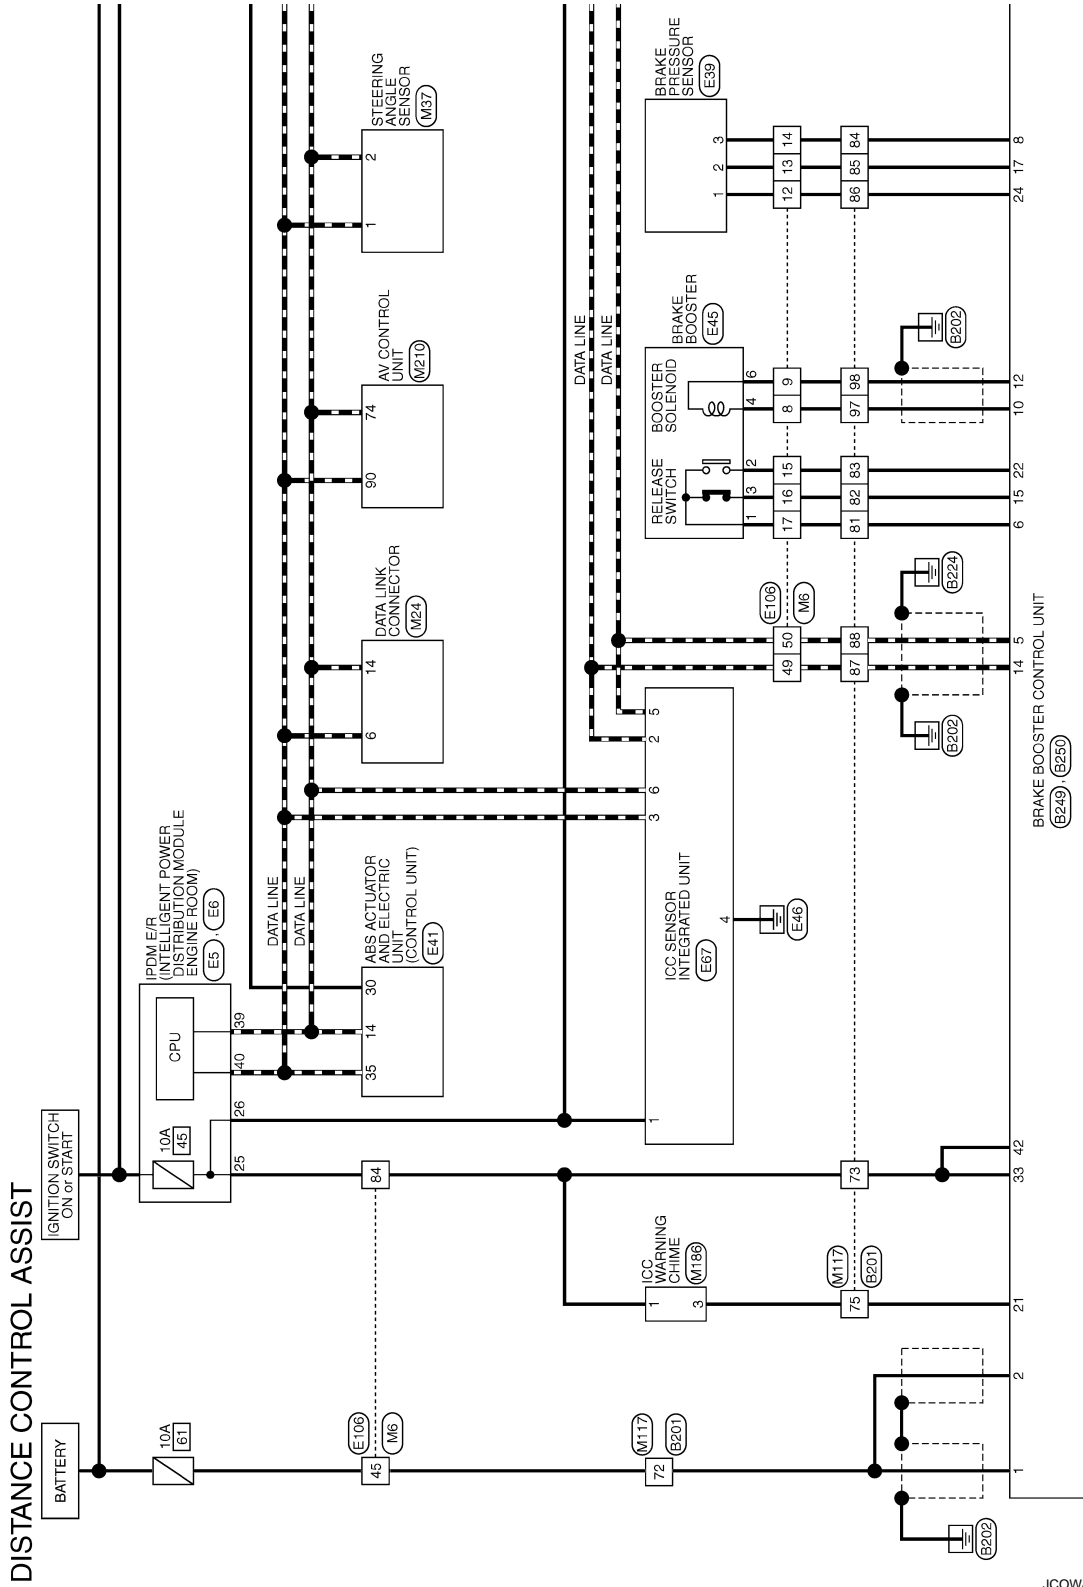 DISTANCE CONTROL ASSIST
BATTERY
IGNITION SWITCH
ON or START
10A
61
10A
45
IPDM E/R
(INTELLIGENT POWER
DISTRIBUTION MODULE
ENGINE ROOM)
E5 , E6
CPU
25
26
40
39
DATA LINE
DATA LINE
E106
M6
45
84
ABS ACTUATOR
AND ELECTRIC
UNIT
(CONTROL UNIT)
E41
35
14
30
DATA LINK
CONNECTOR
M24
6
14
AV CONTROL
UNIT
M210
90
74
STEERING
ANGLE
SENSOR
M37
1
2
DATA LINE
DATA LINE
M117
B201
72
ICC
WARNING
CHIME
M186
1
3
ICC SENSOR
INTEGRATED UNIT
E67
1
3
6
2
5
4
E46
BRAKE
BOOSTER
E45
RELEASE
SWITCH
BOOSTER
SOLENOID
1
3
2
4
6
BRAKE
PRESSURE
SENSOR
E39
1
2
3
E106
M6
49
50
17
16
15
8
9
12
13
14
M117
B201
75
73
87
88
81
82
83
97
98
86
85
84
B202
B202
B224
B202
1
2
21
33
42
14
5
6
15
22
10
12
24
17
8
BRAKE BOOSTER CONTROL UNIT
B249 , B250